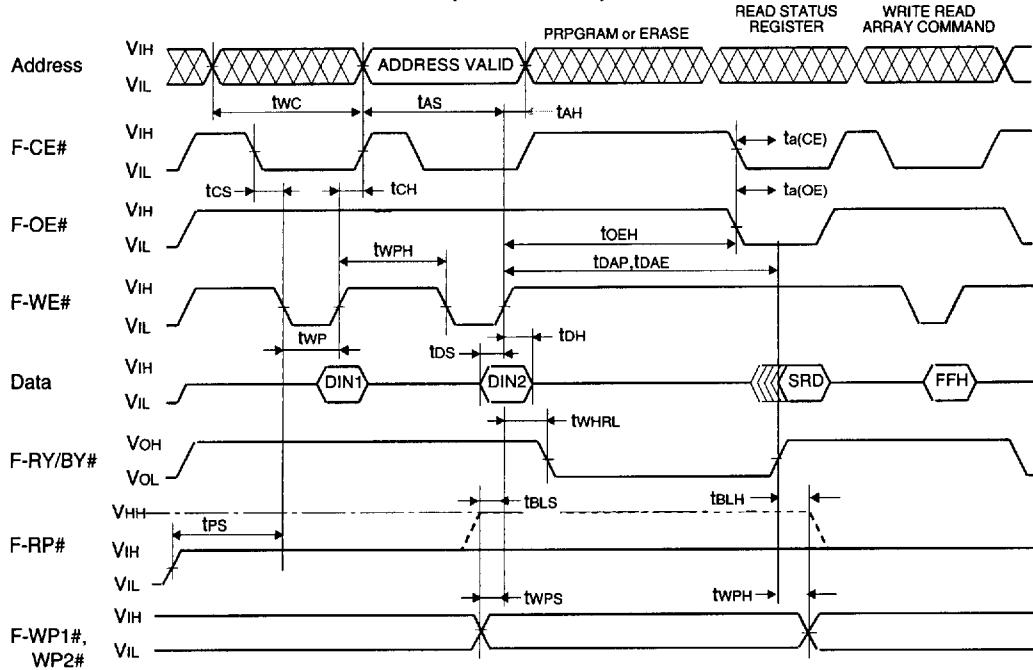 READ STATUS REGISTER
WRITE READ ARRAY COMMAND
PRPGRAM or ERASE
Address VIH VIL ADDRESS VALID
tWC tAS tAH
F-CE# VIH VIL ta(CE)
tCS tCH ta(OE)
F-OE# VIH VIL tOEH
tWPH tDAP,tDAE
F-WE# VIH VIL
tWP tDS tDH
Data VIH VIL DIN1 DIN2 SRD FFH
tWHRL
F-RY/BY# VOH VOL
tBLS tBLH
VHH
tPS
F-RP# VIH VIL
tWPS tWPH
F-WP1#, WP2# VIH VIL